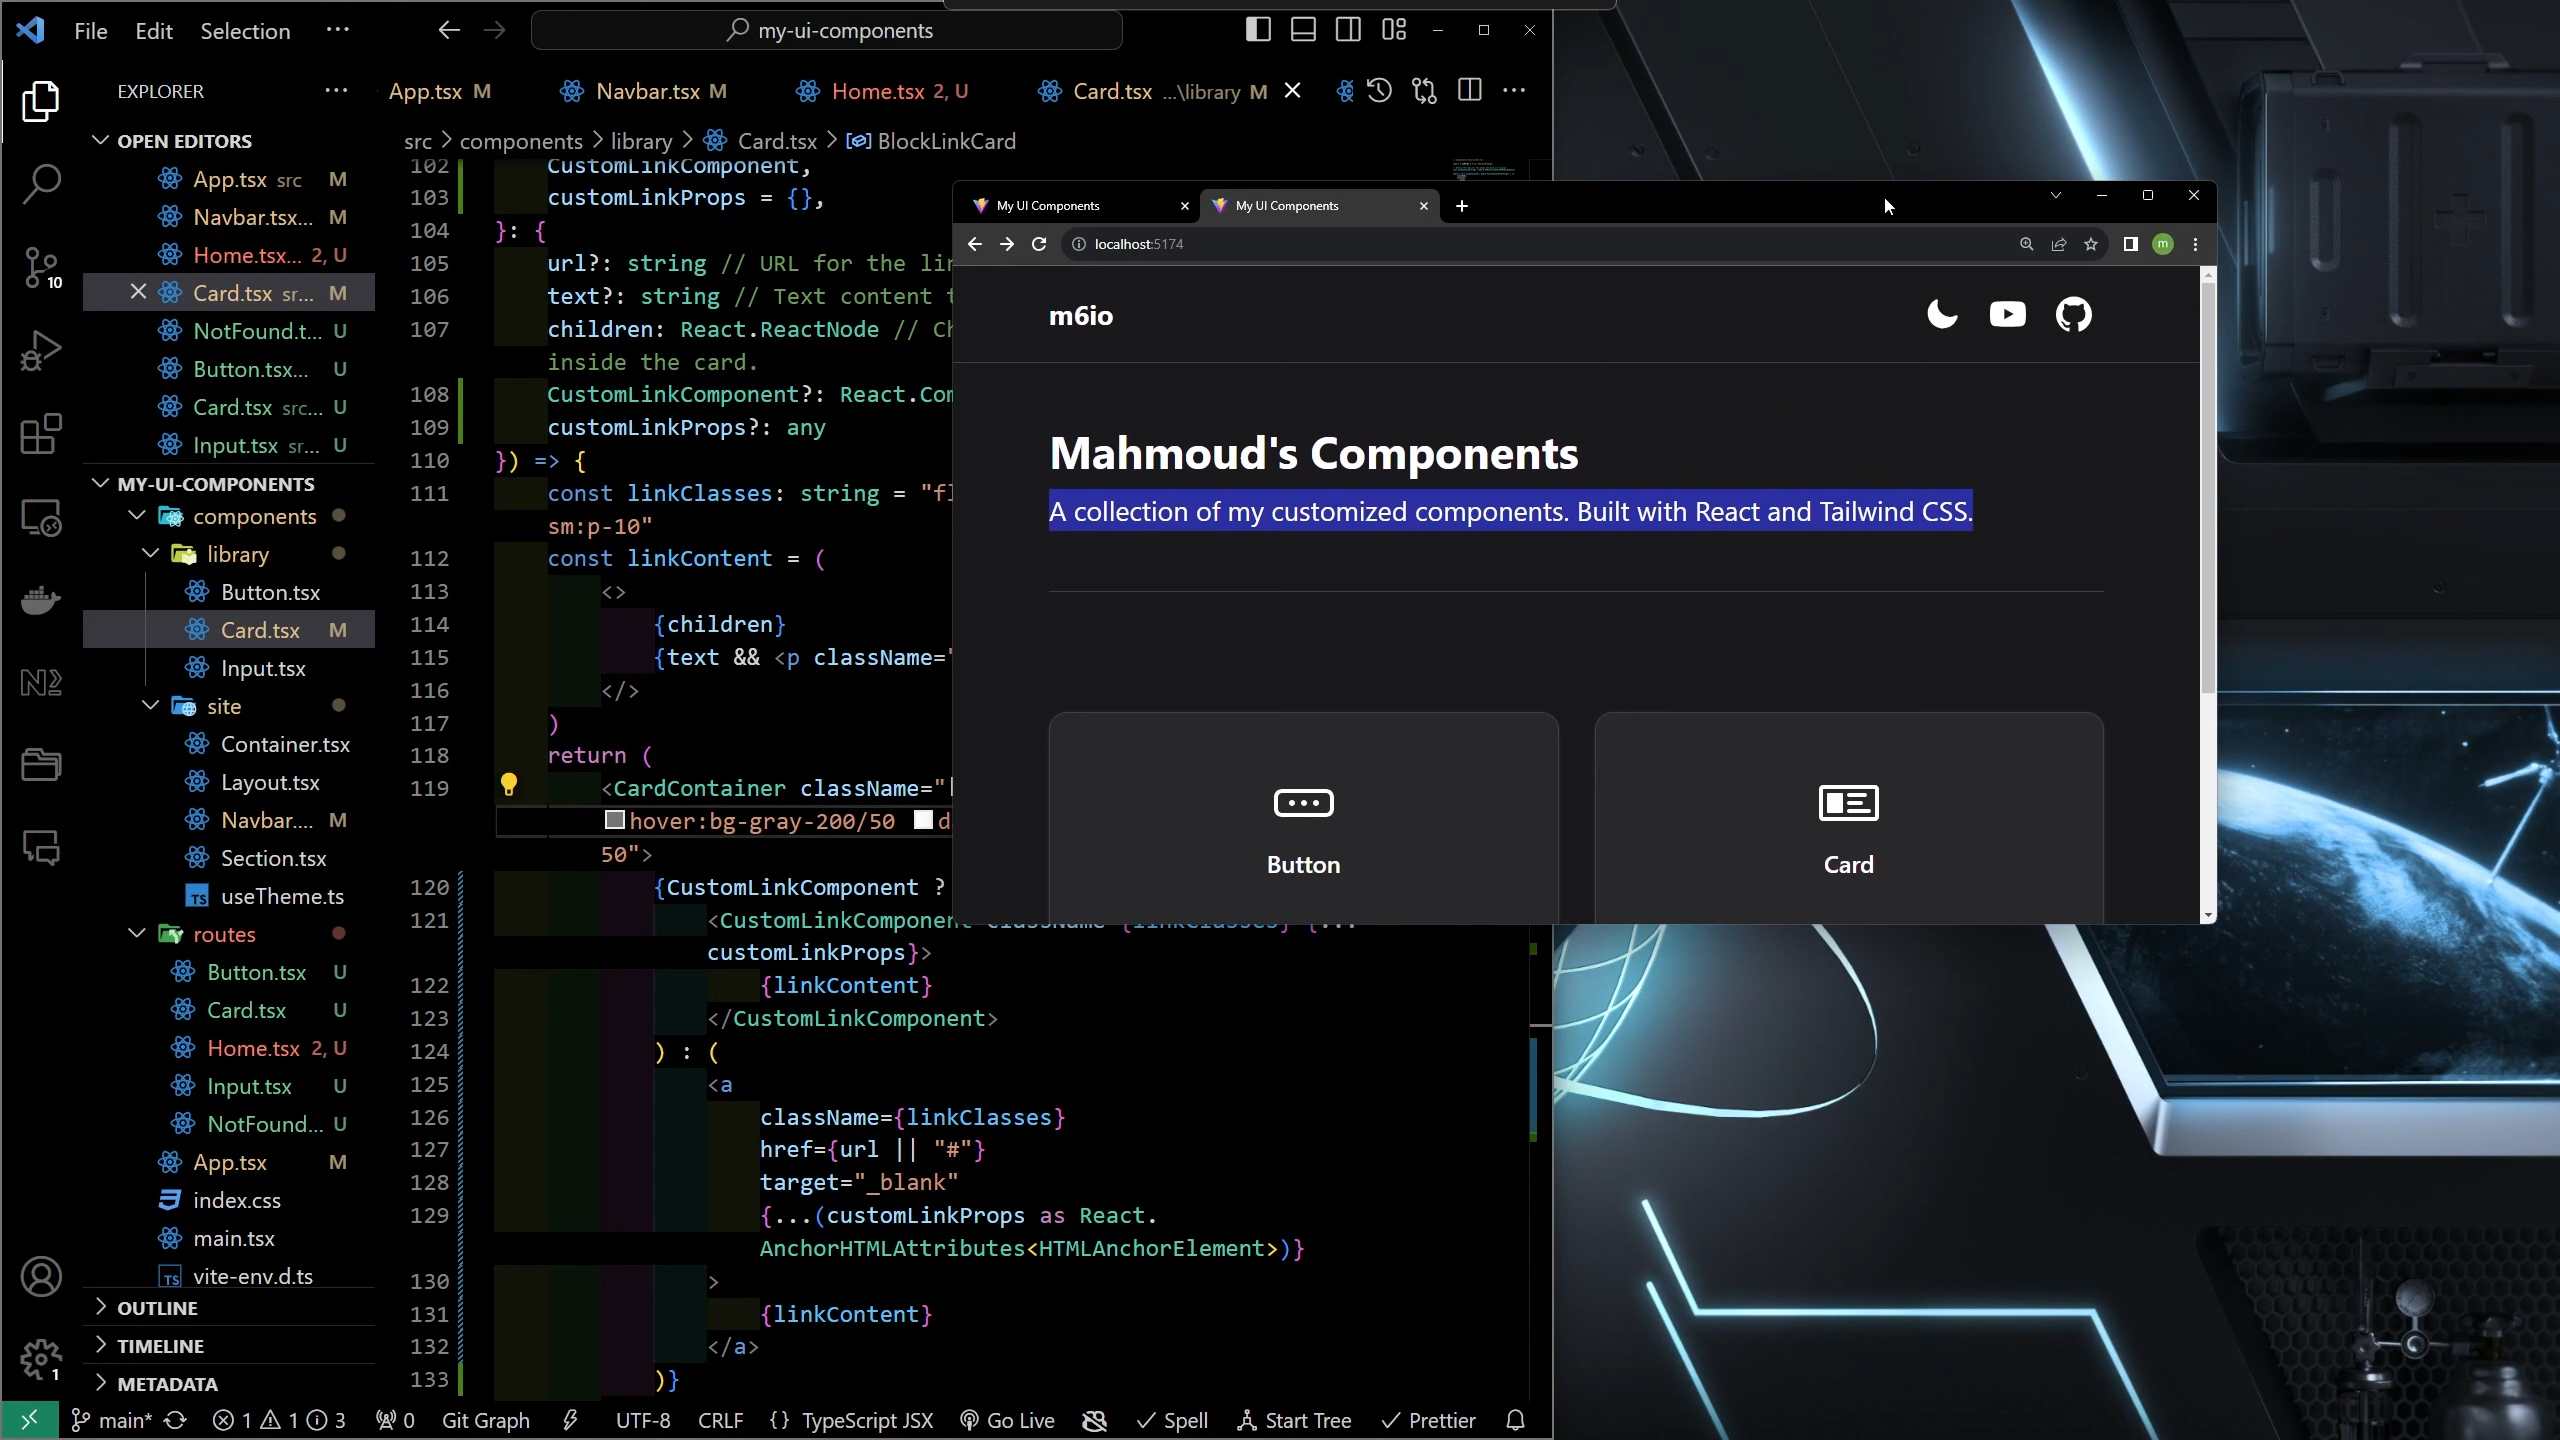 File Edit Selection ···
my-ui-components
EXPLORER
OPEN EDITORS
App.tsx src M
Navbar.tsx... M
Home.tsx... 2, U
Card.tsx sr... M
NotFound.t... U
Button.tsx... U
Card.tsx src... U
Input.tsx sr... U
MY-UI-COMPONENTS
components
library
Button.tsx
Card.tsx M
Input.tsx
site
Container.tsx
Layout.tsx
Navbar.... M
Section.tsx
useTheme.ts
routes
Button.tsx U
Card.tsx U
Home.tsx 2, U
Input.tsx U
NotFound... U
App.tsx M
index.css
main.tsx
vite-env.d.ts
OUTLINE
TIMELINE
METADATA
10
1
App.tsx M Navbar.tsx M Home.tsx 2, U Card.tsx ...\library M
src > components > library > Card.tsx > BlockLinkCard
102 CustomLinkComponent,
103 customLinkProps = {},
104 }: {
105 url?: string // URL for the lin
106 text?: string // Text content
107 children: React.ReactNode // Ch
inside the card.
108 CustomLinkComponent?: React.Com
109 customLinkProps?: any
110 }) => {
111 const linkClasses: string = "fl
sm:p-10"
112 const linkContent = (
113 <>
114 {children}
115 {text && <p className="
116 </>
117 )
118 return (
119 <CardContainer className="
hover:bg-gray-200/50 d
50">
120 {CustomLinkComponent ?
121 <CustomLinkComponent className={linkClasses} {...
customLinkProps}>
122 {linkContent}
123 </CustomLinkComponent>
124 ) : (
125 <a
126 className={linkClasses}
127 href={url || "#"}
128 target="_blank"
129 {...(customLinkProps as React.
AnchorHTMLAttributes<HTMLAnchorElement>)}
130 >
131 {linkContent}
132 </a>
133 )}
My UI Components
My UI Components
localhost:5174
m
m6io
Mahmoud's Components
A collection of my customized components. Built with React and Tailwind CSS.
Button
Card
main* 1 1 3 0 Git Graph UTF-8 CRLF {} TypeScript JSX Go Live Spell Start Tree Prettier